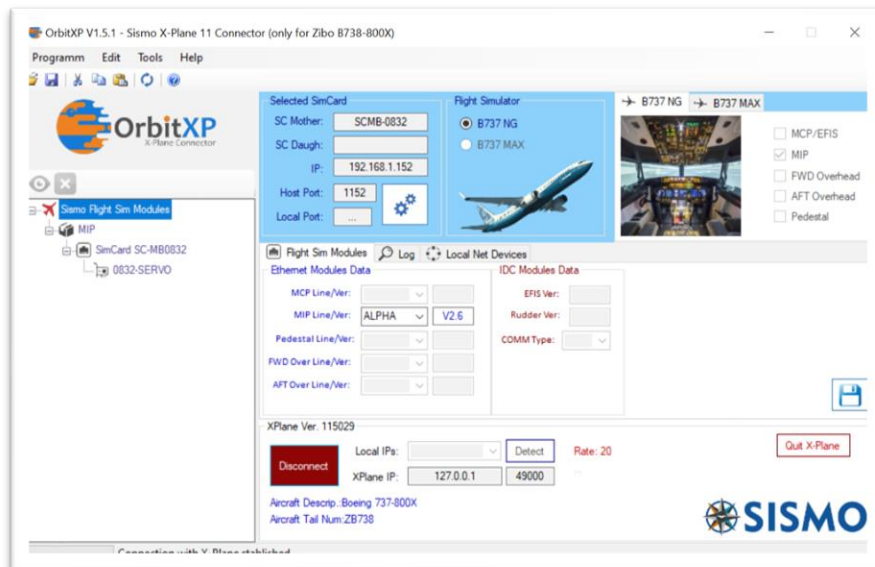 OrbitXP V1.5.1 - Sismo X-Plane 11 Connector (only for Zibo B738-800X)
Programm Edit Tools Help
OrbitXP
X-Plane Connector
Sismo Flight Sim Modules
MIP
SimCard SC-MB0832
0832-SERVO
Selected SimCard
SC Mother: SCMB-0832
SC Daugh:
IP: 192.168.1.152
Host Port: 1152
Local Port: ...
Flight Simulator
B737 NG
B737 MAX
B737 NG B737 MAX
MCP/EFIS
MIP
FWD Overhead
AFT Overhead
Pedestal
Flight Sim Modules Log Local Net Devices
Ethernet Modules Data
MCP Line/Ver:
MIP Line/Ver: ALPHA V2.6
Pedestal Line/Ver:
FWD Over Line/Ver:
AFT Over Line/Ver:
IDC Modules Data
EFIS Ver:
Rudder Ver:
COMM Type:
XPlane Ver. 115029
Disconnect
Local IPs: Detect Rate: 20
XPlane IP: 127.0.0.1 49000 ...
Quit X-Plane
Aircraft Descrip.:Boeing 737-800X
Aircraft Tail Num:ZB738
SISMO
Connection with X-Plane stablished